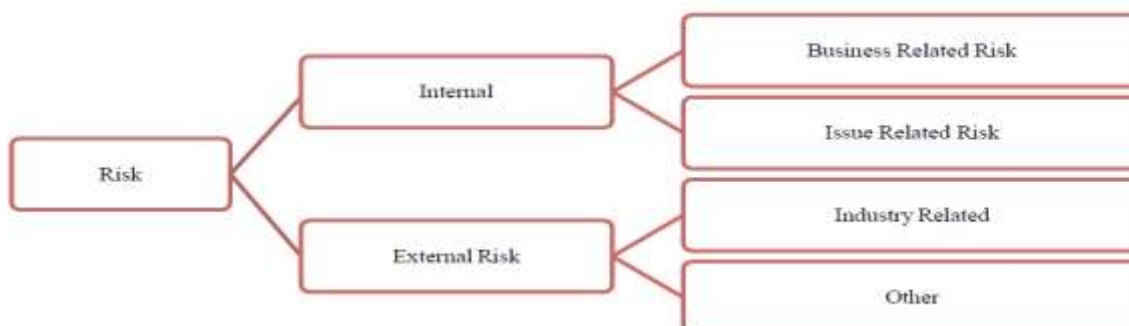 Business Related Risk
Internal
Issue Related Risk
Risk
Industry Related
External Risk
Other